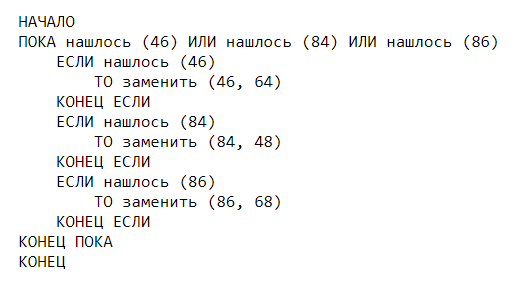 НАЧАЛО
ПОКА нашлось (46) ИЛИ нашлось (84) ИЛИ нашлось (86)
    ЕСЛИ нашлось (46)
        ТО заменить (46, 64)
    КОНЕЦ ЕСЛИ
    ЕСЛИ нашлось (84)
        ТО заменить (84, 48)
    КОНЕЦ ЕСЛИ
    ЕСЛИ нашлось (86)
        ТО заменить (86, 68)
    КОНЕЦ ЕСЛИ
КОНЕЦ ПОКА
КОНЕЦ